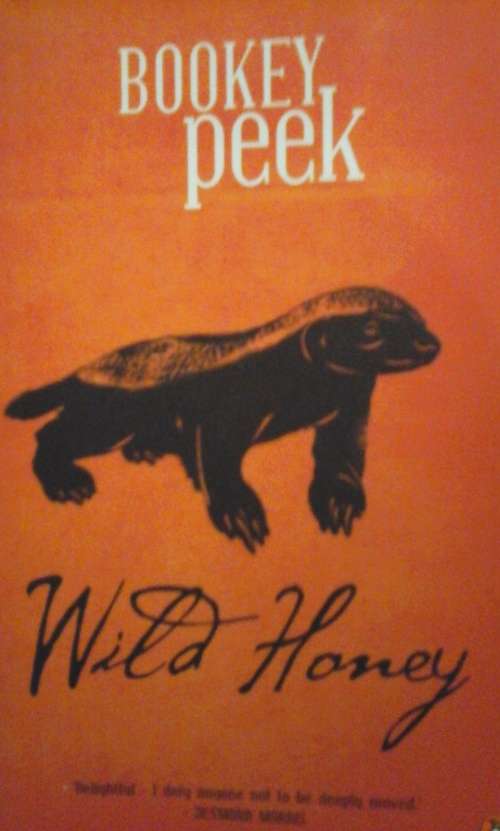 BOOKEY
peek
Wild Honey
'Delightful - I defy anyone not to be deeply moved.'
- DESMOND MORRIS